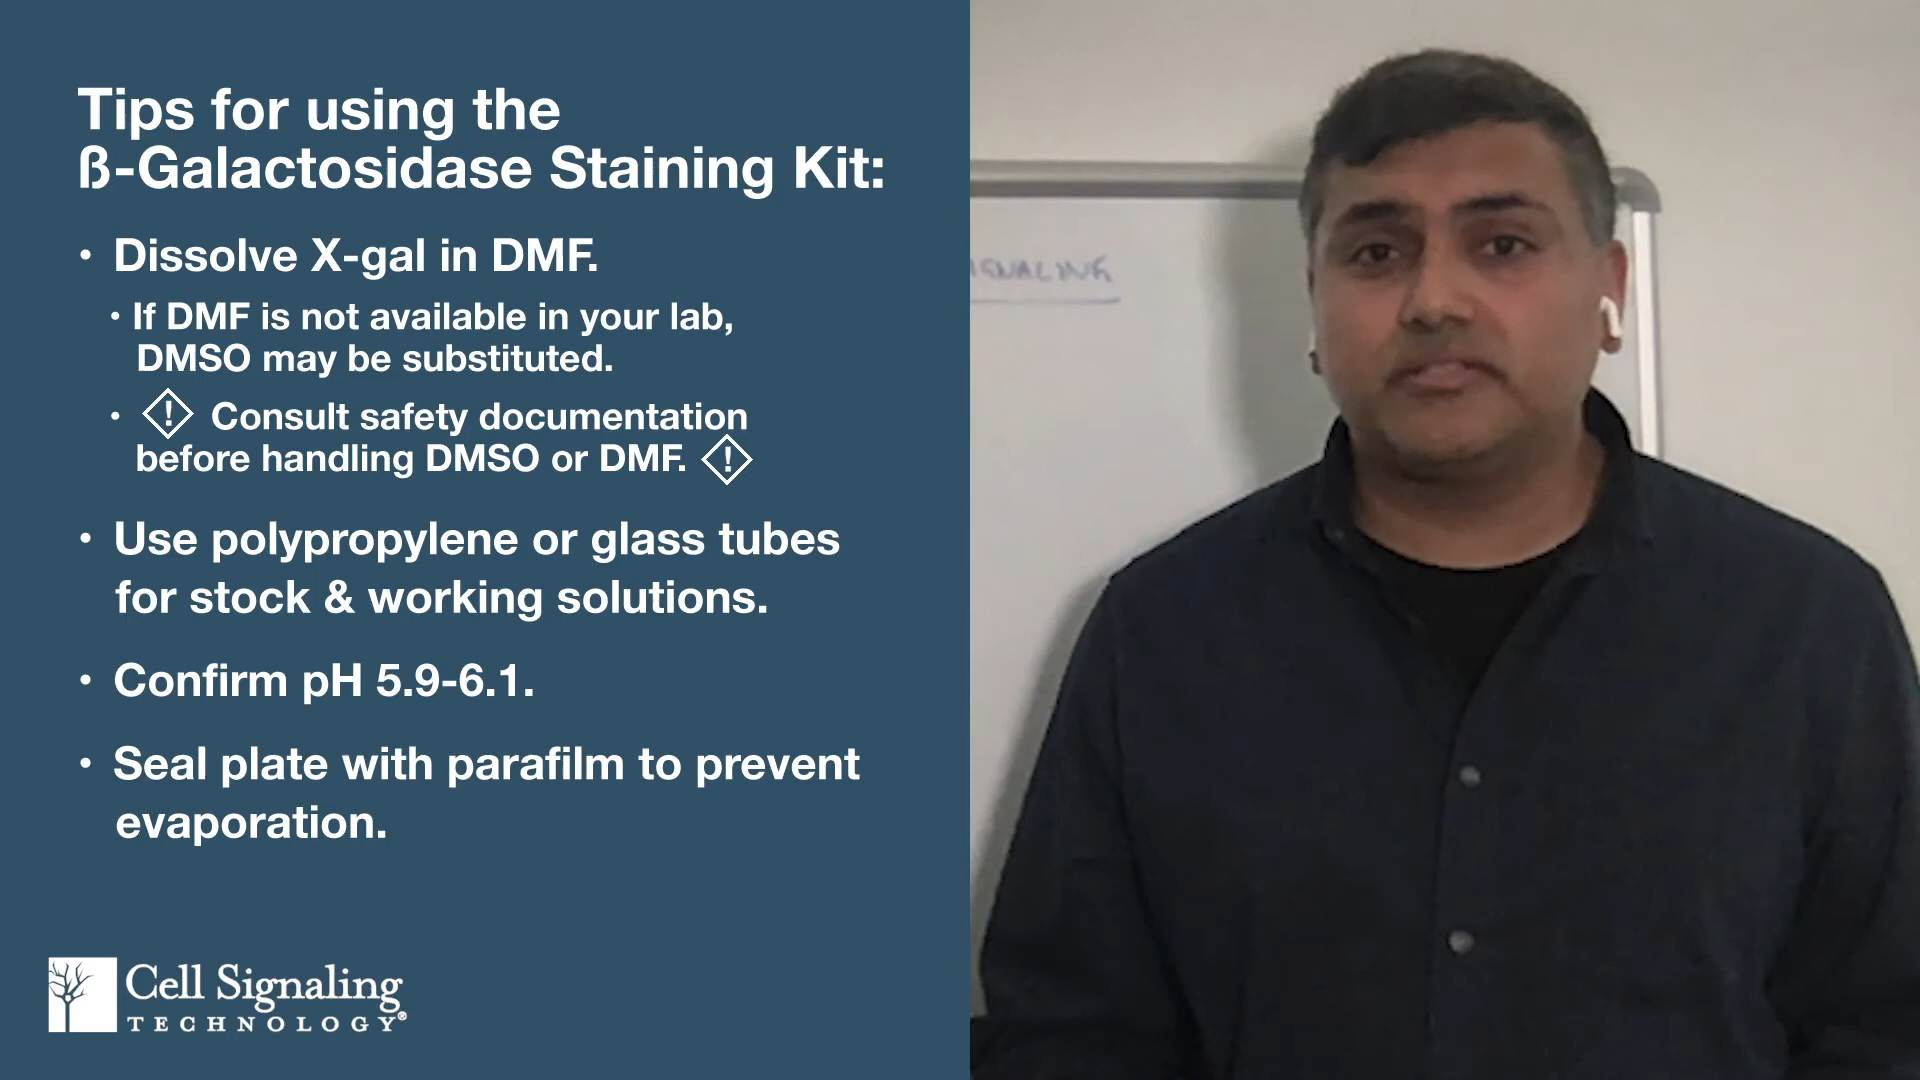 Tips for using the
ß-Galactosidase Staining Kit:
• Dissolve X-gal in DMF.
• If DMF is not available in your lab,
DMSO may be substituted.
• ! Consult safety documentation
before handling DMSO or DMF. !
• Use polypropylene or glass tubes
for stock & working solutions.
• Confirm pH 5.9-6.1.
• Seal plate with parafilm to prevent
evaporation.
Cell Signaling
TECHNOLOGY®
IGNALING